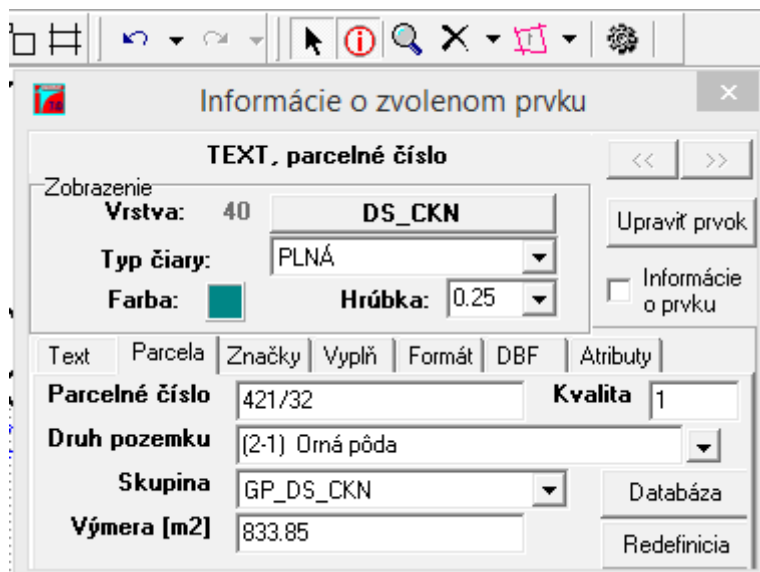 Informácie o zvolenom prvku
TEXT, parcelné číslo
<< >>
Zobrazenie
Vrstva: 40 DS_CKN
Upraviť prvok
Typ čiary: PLNÁ
Informácie
o prvku
Farba: Hrúbka: 0.25
Text Parcela Značky Vyplň Formát DBF Atributy
Parcelné číslo 421/32 Kvalita 1
Druh pozemku (2-1) Orná pôda
Skupina GP_DS_CKN Databáza
Výmera [m2] 833.85 Redefinicia